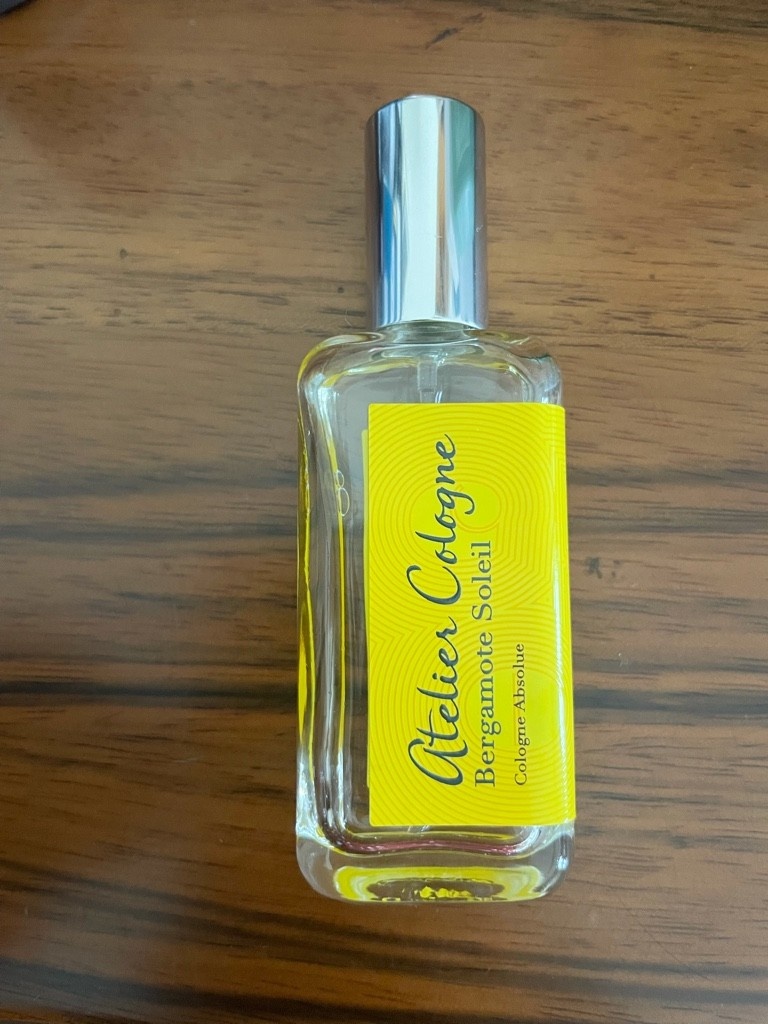 Atelier Cologne
Bergamote Soleil
Cologne Absolue